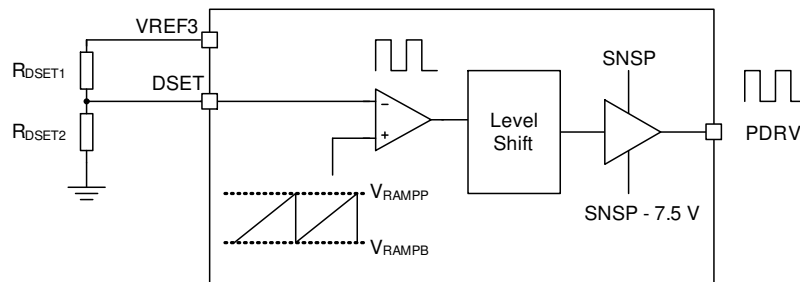 VREF3
RDSET1
DSET
RDSET2
SNSP
Level
Shift
PDRV
SNSP - 7.5 V
VRAMPP
VRAMPB
−
+